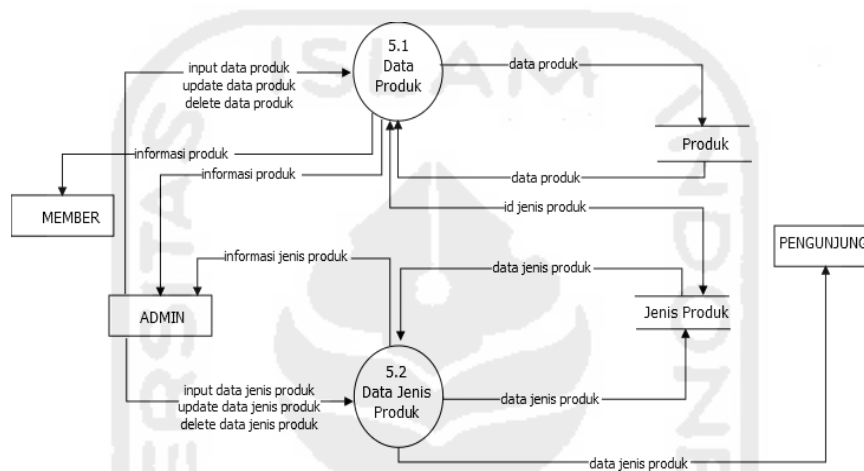 ISLAM
5.1
Data
Produk
input data produk
update data produk
delete data produk
data produk
Produk
informasi produk
informasi produk
data produk
MEMBER
id jenis produk
PENGUNJUNG
informasi jenis produk
data jenis produk
ADMIN
Jenis Produk
5.2
Data Jenis
Produk
input data jenis produk
update data jenis produk
delete data jenis produk
data jenis produk
data jenis produk